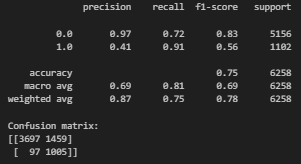 precision recall f1-score support
0.0 0.97 0.72 0.83 5156
1.0 0.41 0.91 0.56 1102
accuracy 0.75 6258
macro avg 0.69 0.81 0.69 6258
weighted avg 0.87 0.75 0.78 6258
Confusion matrix:
[[3697 1459]
[ 97 1005]]